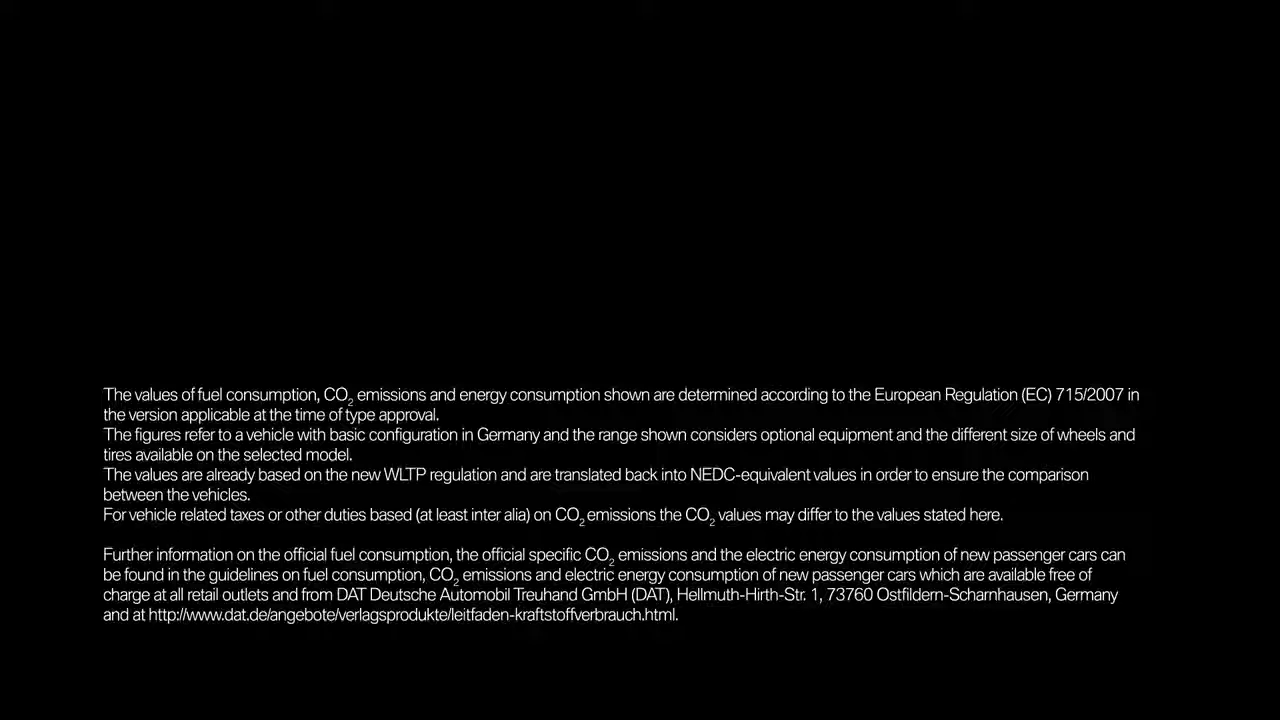 The values of fuel consumption, CO₂ emissions and energy consumption shown are determined according to the European Regulation (EC) 715/2007 in
the version applicable at the time of type approval.
The figures refer to a vehicle with basic configuration in Germany and the range shown considers optional equipment and the different size of wheels and
tires available on the selected model.
The values are already based on the new WLTP regulation and are translated back into NEDC-equivalent values in order to ensure the comparison
between the vehicles.
For vehicle related taxes or other duties based (at least inter alia) on CO₂ emissions the CO₂ values may differ to the values stated here.
Further information on the official fuel consumption, the official specific CO₂ emissions and the electric energy consumption of new passenger cars can
be found in the guidelines on fuel consumption, CO₂ emissions and electric energy consumption of new passenger cars which are available free of
charge at all retail outlets and from DAT Deutsche Automobil Treuhand GmbH (DAT), Hellmuth-Hirth-Str. 1, 73760 Ostfildern-Scharnhausen, Germany
and at http://www.dat.de/angebote/verlagsprodukte/leitfaden-kraftstoffverbrauch.html.